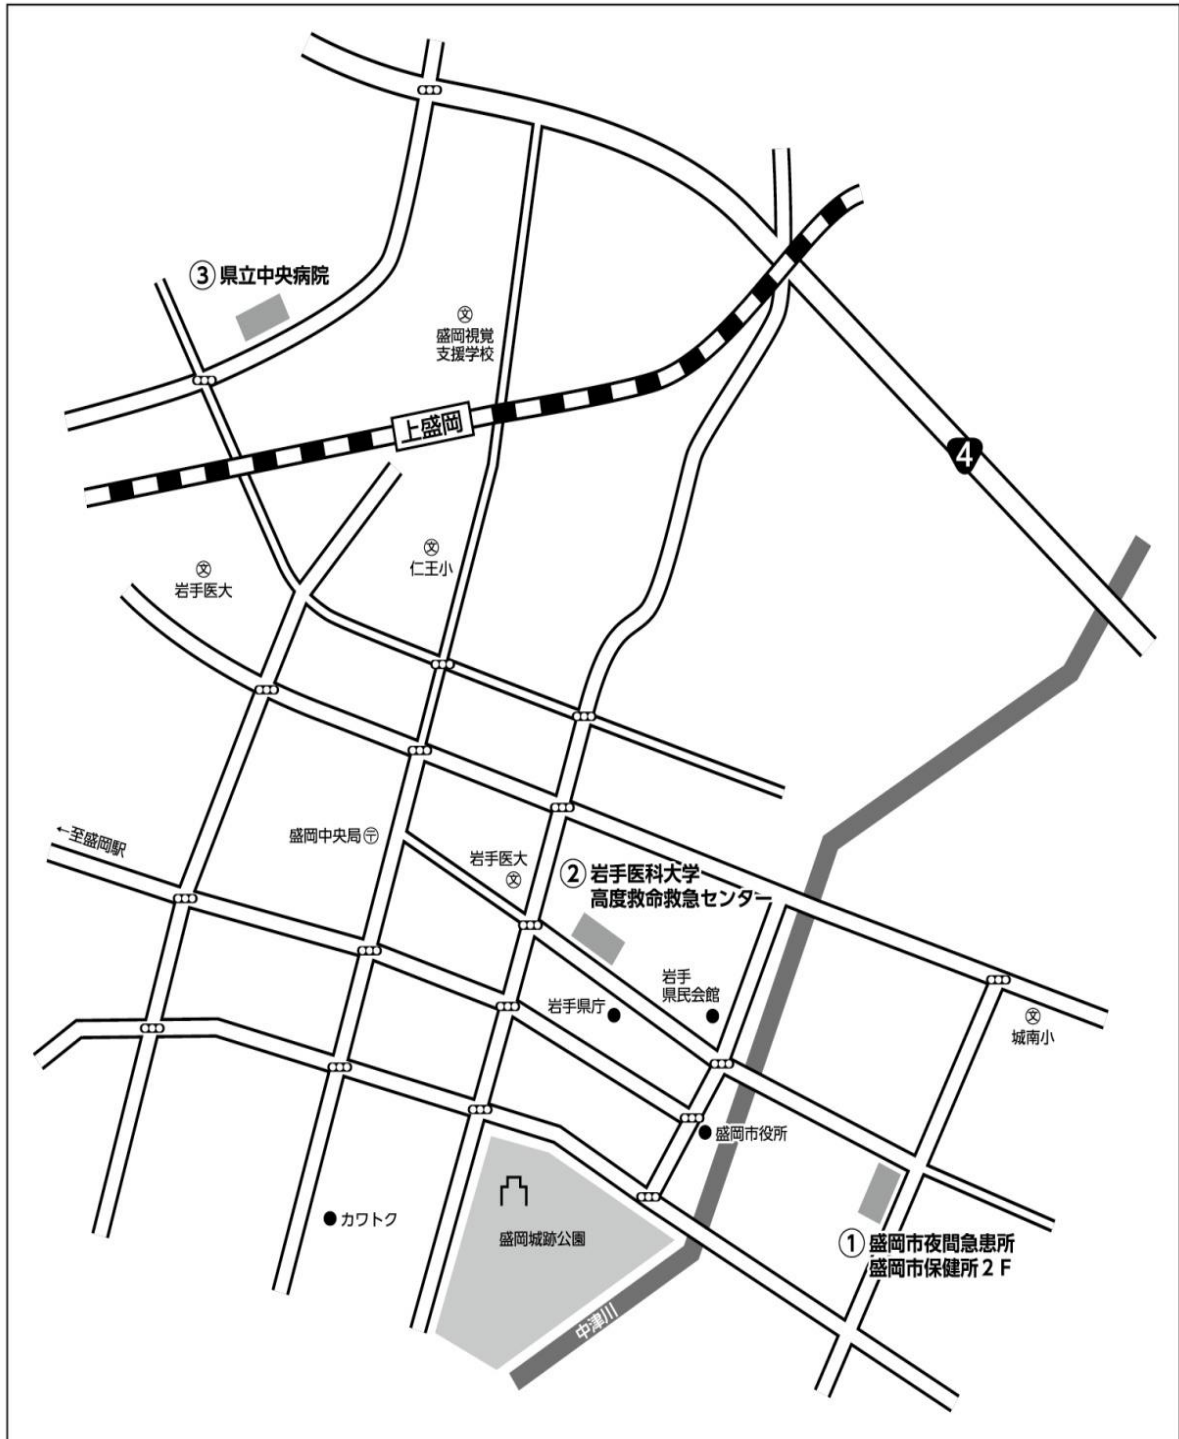 ③ 県立中央病院
㊫
盛岡視覚
支援学校
上盛岡
4
㊫
仁王小
㊫
岩手医大
←至盛岡駅
盛岡中央局〶
岩手医大
㊫
② 岩手医科大学
高度救命救急センター
岩手
県民会館
岩手県庁
㊫
城南小
盛岡市役所
カワトク
盛岡城跡公園
① 盛岡市夜間急患所
盛岡市保健所2F
中津川